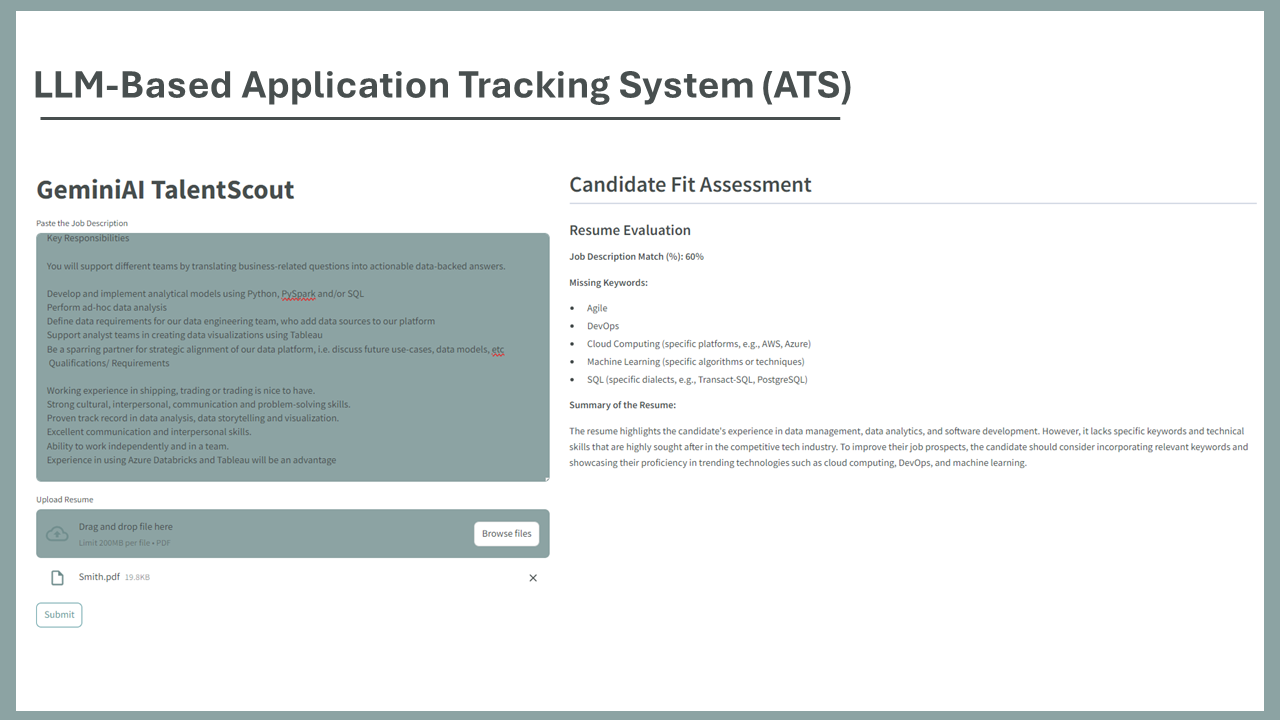 LLM-Based Application Tracking System (ATS)
GeminiAI TalentScout
Paste the Job Description
Key Responsibilities
You will support different teams by translating business-related questions into actionable data-backed answers.
Develop and implement analytical models using Python, PySpark and/or SQL
Perform ad-hoc data analysis
Define data requirements for our data engineering team, who add data sources to our platform
Support analyst teams in creating data visualizations using Tableau
Be a sparring partner for strategic alignment of our data platform, i.e. discuss future use-cases, data models, etc
Qualifications/ Requirements
Working experience in shipping, trading or trading is nice to have.
Strong cultural, interpersonal, communication and problem-solving skills.
Proven track record in data analysis, data storytelling and visualization.
Excellent communication and interpersonal skills.
Ability to work independently and in a team.
Experience in using Azure Databricks and Tableau will be an advantage
Upload Resume
Drag and drop file here
Limit 200MB per file • PDF
Browse files
Smith.pdf 19.8KB
Submit
Candidate Fit Assessment
Resume Evaluation
Job Description Match (%): 60%
Missing Keywords:
• Agile
• DevOps
• Cloud Computing (specific platforms, e.g., AWS, Azure)
• Machine Learning (specific algorithms or techniques)
• SQL (specific dialects, e.g., Transact-SQL, PostgreSQL)
Summary of the Resume:
The resume highlights the candidate's experience in data management, data analytics, and software development. However, it lacks specific keywords and technical
skills that are highly sought after in the competitive tech industry. To improve their job prospects, the candidate should consider incorporating relevant keywords and
showcasing their proficiency in trending technologies such as cloud computing, DevOps, and machine learning.